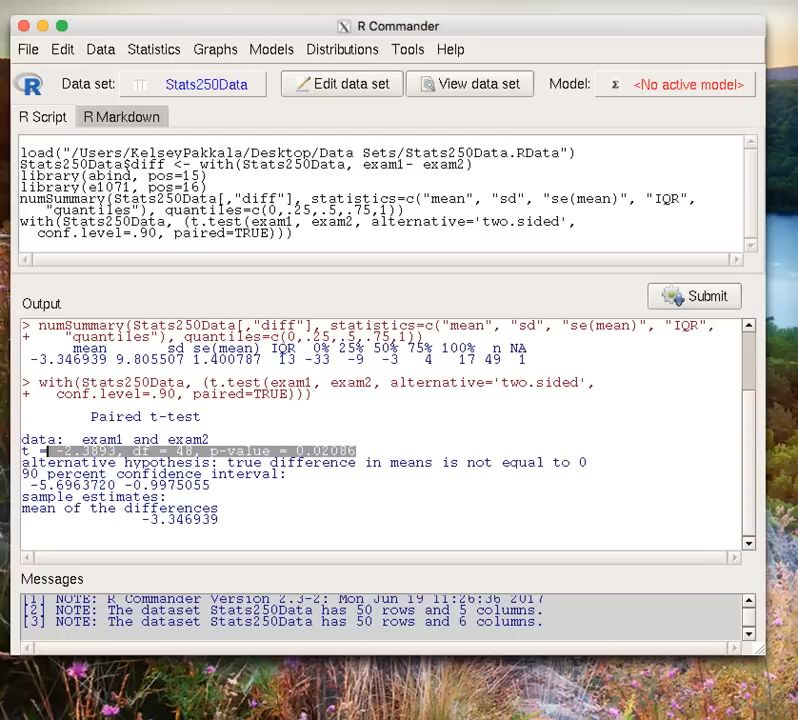 R Commander
File Edit Data Statistics Graphs Models Distributions Tools Help
R Data set: Stats250Data Edit data set View data set Model: Σ <No active model>
R Script R Markdown
load("/Users/KelseyPakkala/Desktop/Data Sets/Stats250Data.RData")
Stats250Data$diff <- with(Stats250Data, exam1- exam2)
library(abind, pos=15)
library(e1071, pos=16)
numSummary(Stats250Data[,"diff"], statistics=c("mean", "sd", "se(mean)", "IQR",
"quantiles"), quantiles=c(0,.25,.5,.75,1))
with(Stats250Data, (t.test(exam1, exam2, alternative='two.sided',
conf.level=.90, paired=TRUE)))
Submit
Output
> numSummary(Stats250Data[,"diff"], statistics=c("mean", "sd", "se(mean)", "IQR",
+ "quantiles"), quantiles=c(0,.25,.5,.75,1))
mean sd se(mean) IQR 0% 25% 50% 75% 100% n NA
-3.346939 9.805507 1.400787 13 -33 -9 -3 4 17 49 1
> with(Stats250Data, (t.test(exam1, exam2, alternative='two.sided',
+ conf.level=.90, paired=TRUE)))
Paired t-test
data: exam1 and exam2
t = -2.3893, df = 48, p-value = 0.02086
alternative hypothesis: true difference in means is not equal to 0
90 percent confidence interval:
-5.6963720 -0.9975055
sample estimates:
mean of the differences
-3.346939
Messages
[1] NOTE: R Commander Version 2.3-2: Mon Jun 19 11:26:36 2017
[2] NOTE: The dataset Stats250Data has 50 rows and 5 columns.
[3] NOTE: The dataset Stats250Data has 50 rows and 6 columns.